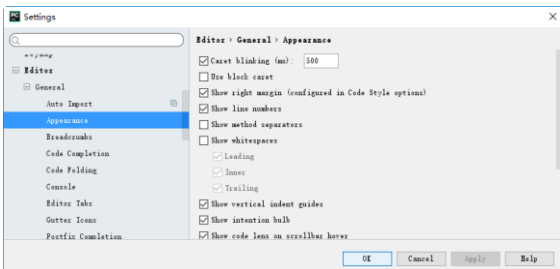 PC Settings
Editor › General › Appearance
Keymap
Editor
General
Auto Import
Appearance
Breadcrumbs
Code Completion
Code Folding
Console
Editor Tabs
Gutter Icons
Postfix Completion
Caret blinking (ms): 500
Use block caret
Show right margin (configured in Code Style options)
Show line numbers
Show method separators
Show whitespaces
Leading
Inner
Trailing
Show vertical indent guides
Show intention bulb
Show code lens on scrollbar hover
OK Cancel Apply Help